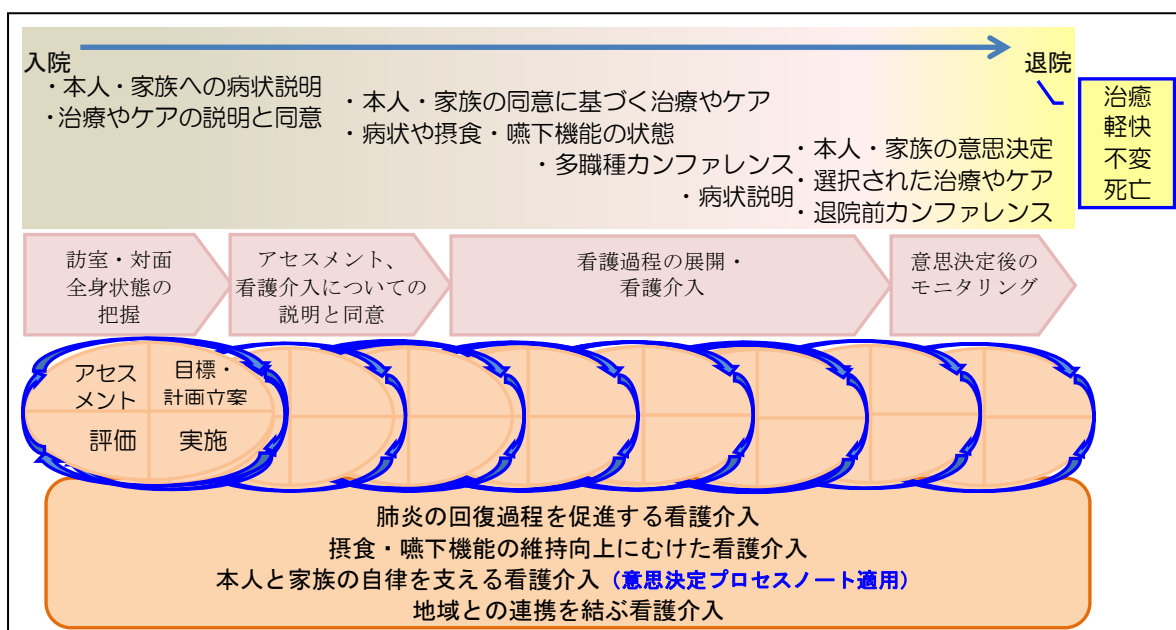 入院
退院
・本人・家族への病状説明
・治療やケアの説明と同意
・本人・家族の同意に基づく治療やケア
・病状や摂食・嚥下機能の状態
・多職種カンファレンス
・病状説明
・本人・家族の意思決定
・選択された治療やケア
・退院前カンファレンス
治癒
軽快
不変
死亡
訪室・対面
全身状態の
把握
アセスメント、
看護介入についての
説明と同意
看護過程の展開・
看護介入
意思決定後の
モニタリング
アセス
メント
目標・
計画立案
評価
実施
肺炎の回復過程を促進する看護介入
摂食・嚥下機能の維持向上にむけた看護介入
本人と家族の自律を支える看護介入（意思決定プロセスノート適用）
地域との連携を結ぶ看護介入